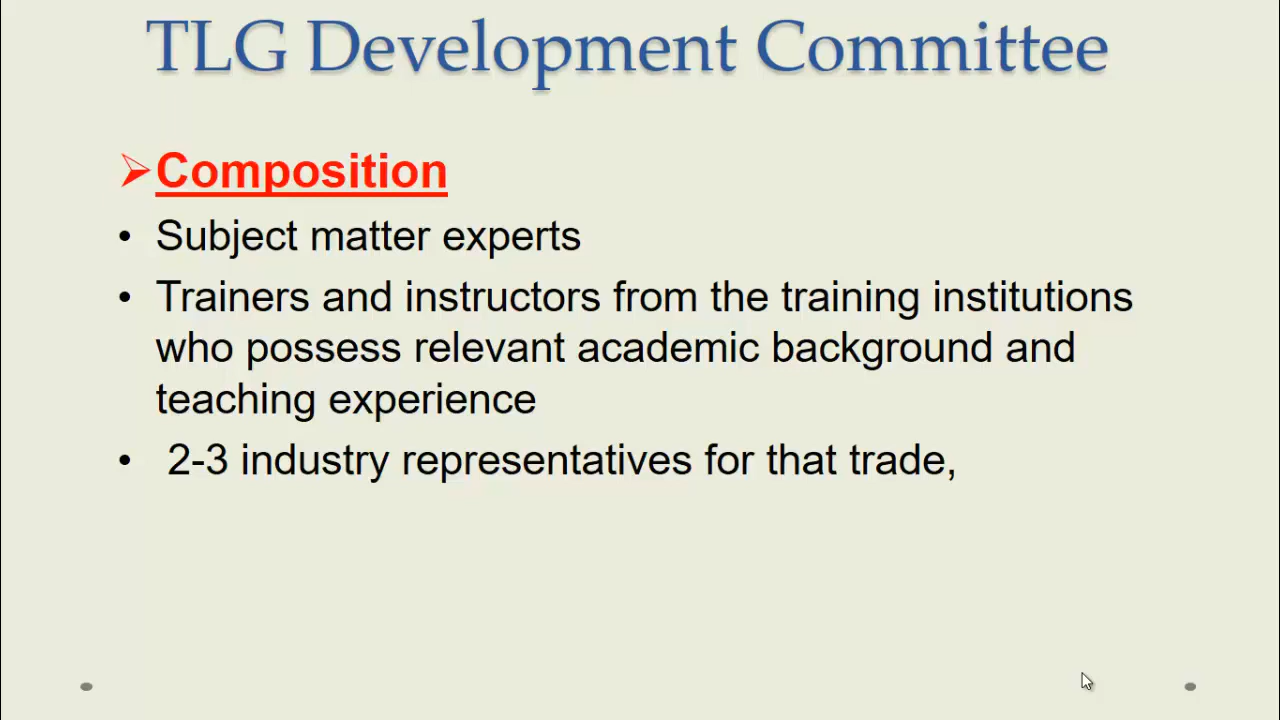 TLG Development Committee
➢Composition
• Subject matter experts
• Trainers and instructors from the training institutions
who possess relevant academic background and
teaching experience
• 2-3 industry representatives for that trade,